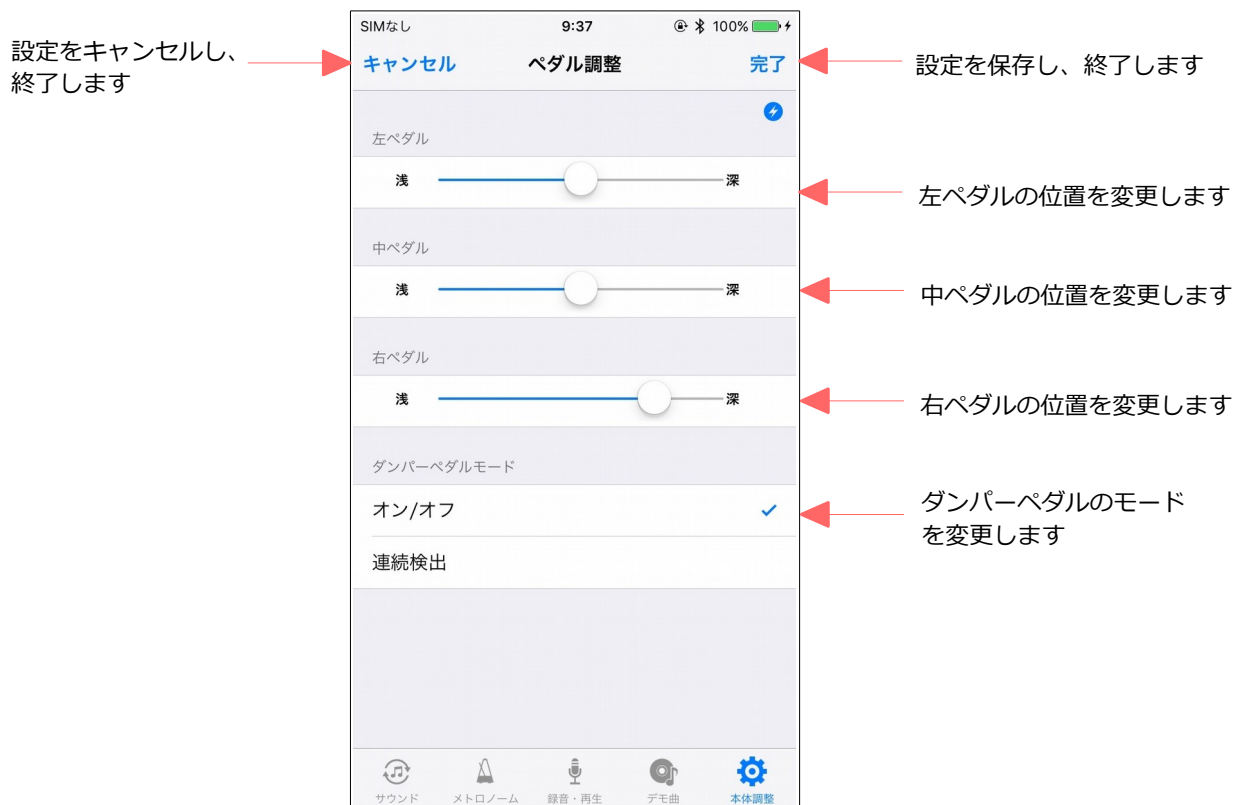 SIMなし 9:37 100%
設定をキャンセルし、
終了します
キャンセル ペダル調整 完了
設定を保存し、終了します
左ペダル
浅 深
左ペダルの位置を変更します
中ペダル
浅 深
中ペダルの位置を変更します
右ペダル
浅 深
右ペダルの位置を変更します
ダンパーペダルモード
オン/オフ
ダンパーペダルのモード
を変更します
連続検出
サウンド メトロノーム 録音・再生 デモ曲 本体調整